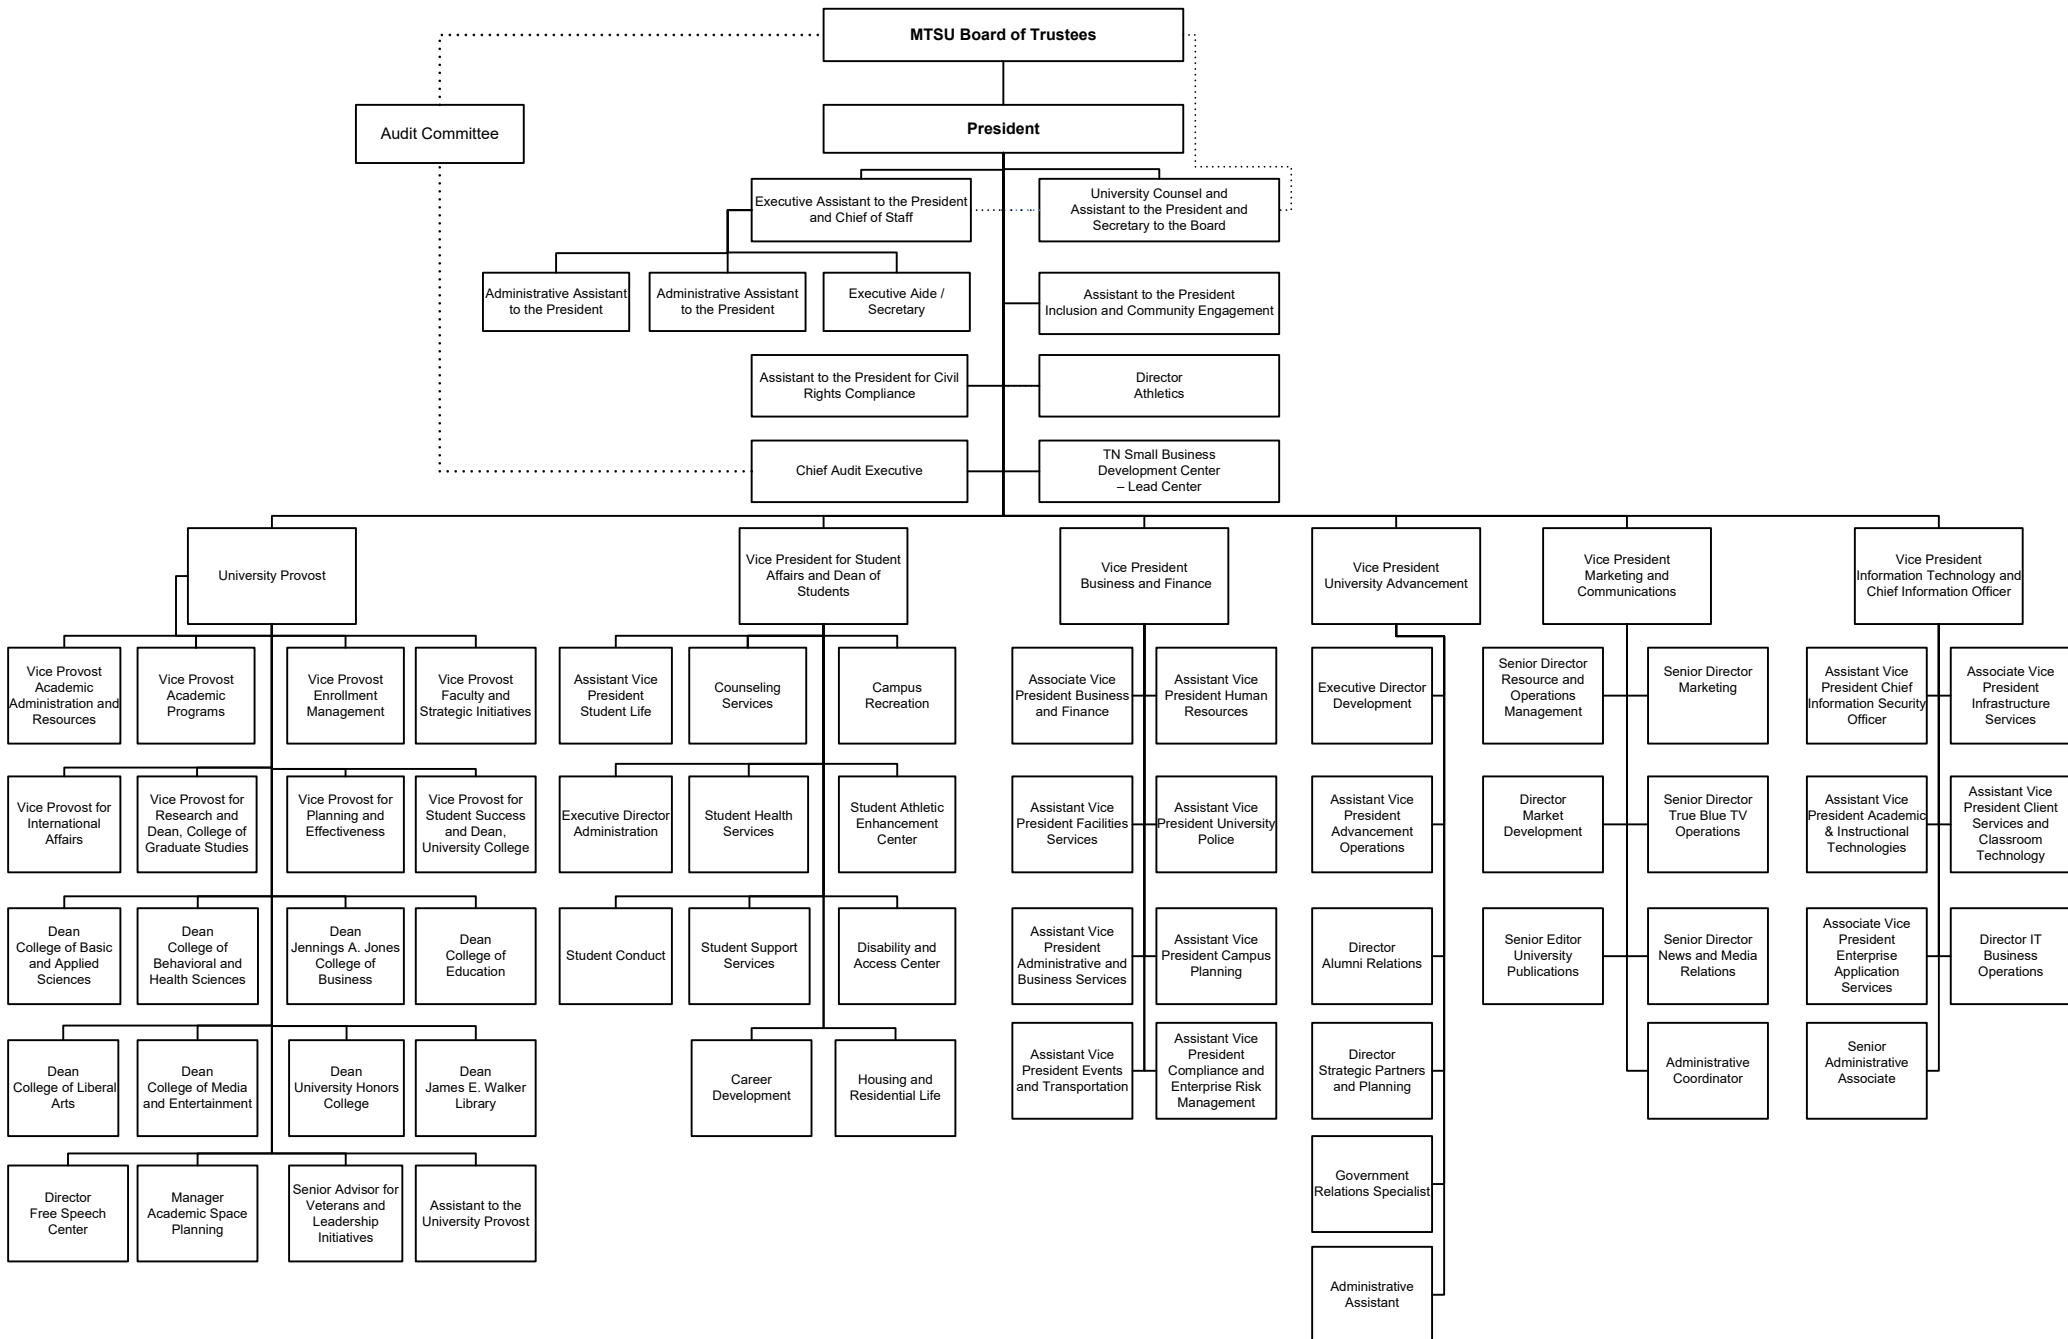 MTSU Board of Trustees
Audit Committee
President
Executive Assistant to the President
and Chief of Staff
University Counsel and
Assistant to the President and
Secretary to the Board
Administrative Assistant
to the President
Administrative Assistant
to the President
Executive Aide /
Secretary
Assistant to the President
Inclusion and Community Engagement
Assistant to the President for Civil
Rights Compliance
Director
Athletics
Chief Audit Executive
TN Small Business
Development Center
– Lead Center
University Provost
Vice President for Student
Affairs and Dean of
Students
Vice President
Business and Finance
Vice President
University Advancement
Vice President
Marketing and
Communications
Vice President
Information Technology and
Chief Information Officer
Vice Provost
Academic
Administration and
Resources
Vice Provost
Academic
Programs
Vice Provost
Enrollment
Management
Vice Provost
Faculty and
Strategic Initiatives
Assistant Vice
President
Student Life
Counseling
Services
Campus
Recreation
Associate Vice
President Business
and Finance
Assistant Vice
President Human
Resources
Executive Director
Development
Senior Director
Resource and
Operations
Management
Senior Director
Marketing
Assistant Vice
President Chief
Information Security
Officer
Associate Vice
President
Infrastructure
Services
Vice Provost for
International
Affairs
Vice Provost for
Research and
Dean, College of
Graduate Studies
Vice Provost for
Planning and
Effectiveness
Vice Provost for
Student Success
and Dean,
University College
Executive Director
Administration
Student Health
Services
Student Athletic
Enhancement
Center
Assistant Vice
President Facilities
Services
Assistant Vice
President University
Police
Assistant Vice
President
Advancement
Operations
Director
Market
Development
Senior Director
True Blue TV
Operations
Assistant Vice
President Academic
& Instructional
Technologies
Assistant Vice
President Client
Services and
Classroom
Technology
Dean
College of Basic
and Applied
Sciences
Dean
College of
Behavioral and
Health Sciences
Dean
Jennings A. Jones
College of
Business
Dean
College of
Education
Student Conduct
Student Support
Services
Disability and
Access Center
Assistant Vice
President
Administrative and
Business Services
Assistant Vice
President Campus
Planning
Director
Alumni Relations
Senior Editor
University
Publications
Senior Director
News and Media
Relations
Associate Vice
President
Enterprise
Application
Services
Director IT
Business
Operations
Dean
College of Liberal
Arts
Dean
College of Media
and Entertainment
Dean
University Honors
College
Dean
James E. Walker
Library
Career
Development
Housing and
Residential Life
Assistant Vice
President Events
and Transportation
Assistant Vice
President
Compliance and
Enterprise Risk
Management
Director
Strategic Partners
and Planning
Administrative
Coordinator
Senior
Administrative
Associate
Director
Free Speech
Center
Manager
Academic Space
Planning
Senior Advisor for
Veterans and
Leadership
Initiatives
Assistant to the
University Provost
Government
Relations Specialist
Administrative
Assistant